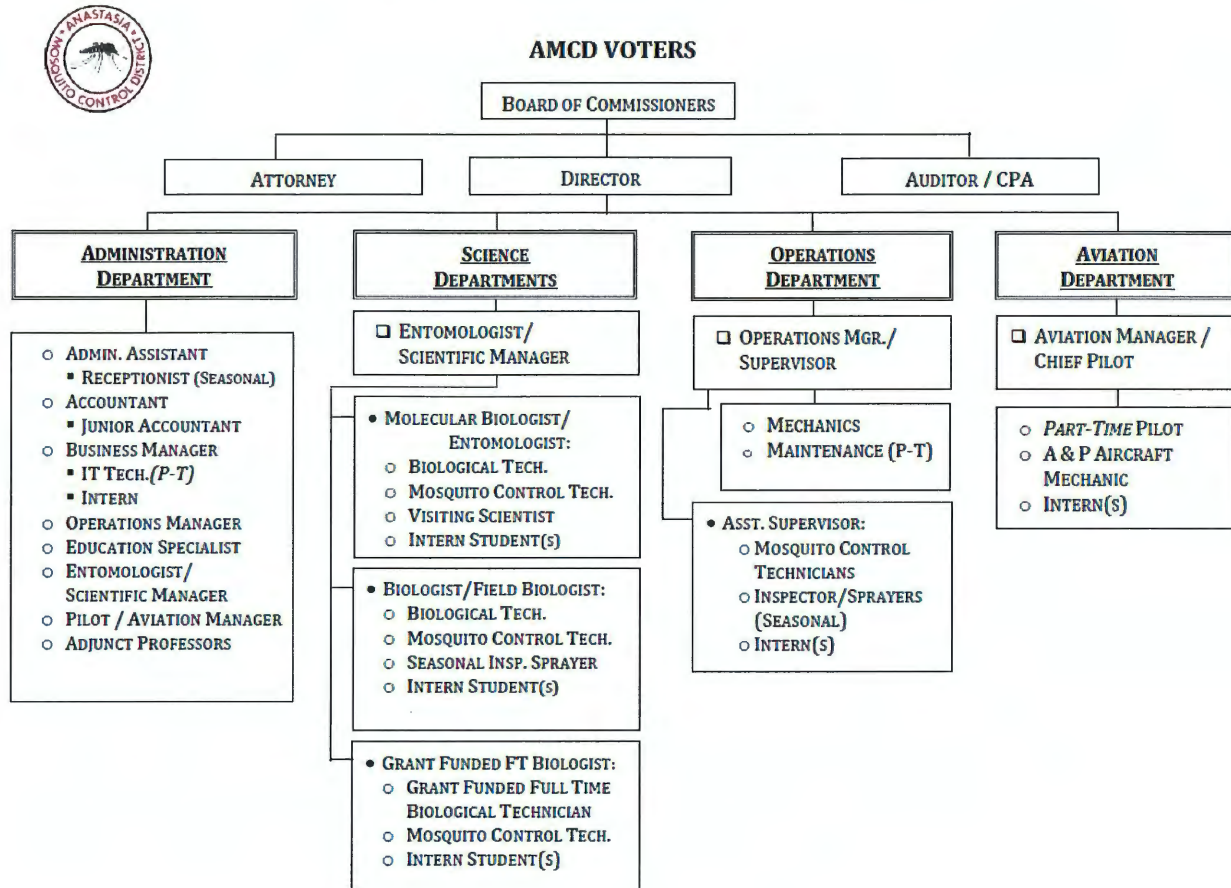 ANASTASIA
MOSQUITO CONTROL DISTRICT
AMCD VOTERS
BOARD OF COMMISSIONERS
ATTORNEY
DIRECTOR
AUDITOR / CPA
ADMINISTRATION
DEPARTMENT
ADMIN. ASSISTANT
RECEPTIONIST (SEASONAL)
ACCOUNTANT
JUNIOR ACCOUNTANT
BUSINESS MANAGER
IT TECH.(P-T)
INTERN
OPERATIONS MANAGER
EDUCATION SPECIALIST
ENTOMOLOGIST/
SCIENTIFIC MANAGER
PILOT / AVIATION MANAGER
ADJUNCT PROFESSORS
SCIENCE
DEPARTMENTS
ENTOMOLOGIST/
SCIENTIFIC MANAGER
MOLECULAR BIOLOGIST/
ENTOMOLOGIST:
BIOLOGICAL TECH.
MOSQUITO CONTROL TECH.
VISITING SCIENTIST
INTERN STUDENT(S)
BIOLOGIST/FIELD BIOLOGIST:
BIOLOGICAL TECH.
MOSQUITO CONTROL TECH.
SEASONAL INSP. SPRAYER
INTERN STUDENT(S)
GRANT FUNDED FT BIOLOGIST:
GRANT FUNDED FULL TIME
BIOLOGICAL TECHNICIAN
MOSQUITO CONTROL TECH.
INTERN STUDENT(S)
OPERATIONS
DEPARTMENT
OPERATIONS MGR./
SUPERVISOR
MECHANICS
MAINTENANCE (P-T)
ASST. SUPERVISOR:
MOSQUITO CONTROL
TECHNICIANS
INSPECTOR/SPRAYERS
(SEASONAL)
INTERN(S)
AVIATION
DEPARTMENT
AVIATION MANAGER /
CHIEF PILOT
PART-TIME PILOT
A & P AIRCRAFT
MECHANIC
INTERN(S)